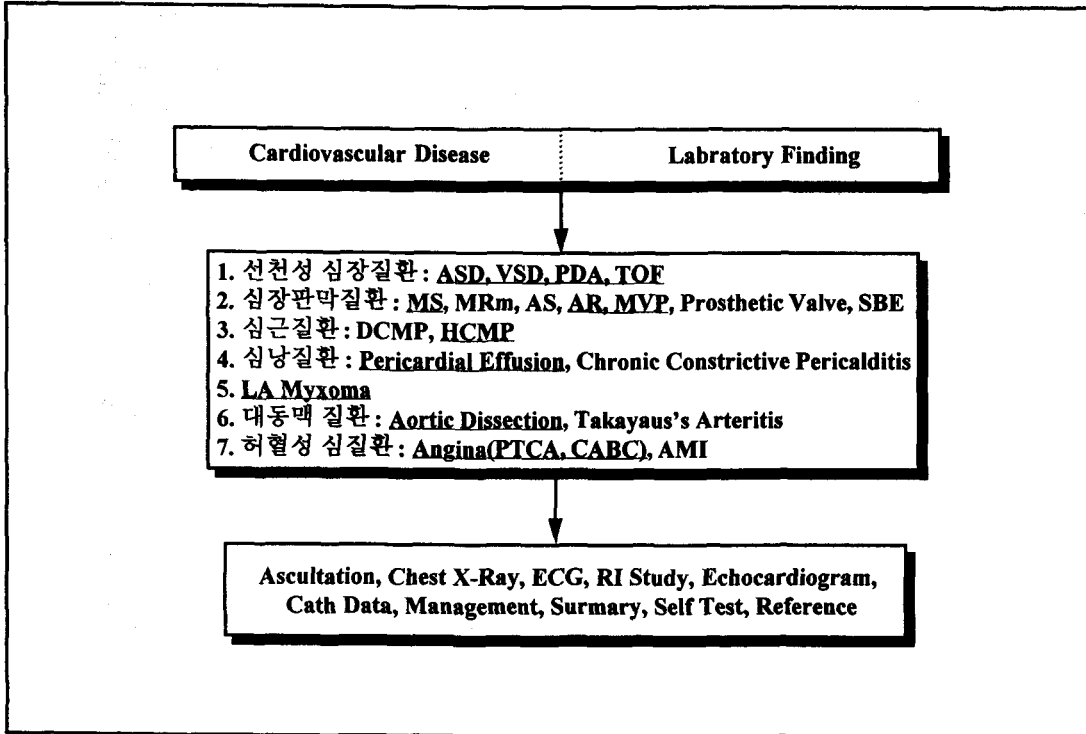 Cardiovascular Disease Labratory Finding
1. 선천성 심장질환 : ASD, VSD, PDA, TOF
2. 심장판막질환 : MS, MRm, AS, AR, MVP, Prosthetic Valve, SBE
3. 심근질환 : DCMP, HCMP
4. 심낭질환 : Pericardial Effusion, Chronic Constrictive Pericalditis
5. LA Myxoma
6. 대동맥 질환 : Aortic Dissection, Takayaus's Arteritis
7. 허혈성 심질환 : Angina(PTCA, CABC), AMI
Ascultation, Chest X-Ray, ECG, RI Study, Echocardiogram,
Cath Data, Management, Surmary, Self Test, Reference